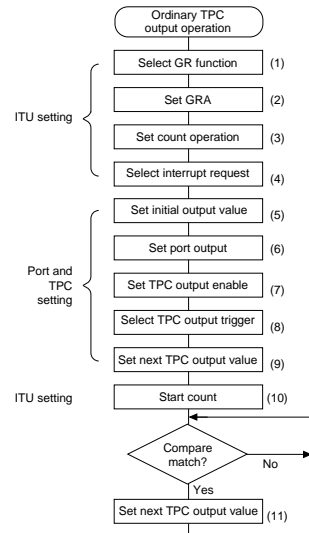 Ordinary TPC
output operation
Select GR function (1)
Set GRA (2)
ITU setting
Set count operation (3)
Select interrupt request (4)
Set initial output value (5)
Set port output (6)
Port and
TPC
setting
Set TPC output enable (7)
Select TPC output trigger (8)
Set next TPC output value (9)
ITU setting
Start count (10)
Compare
match?
No
Yes
Set next TPC output value (11)